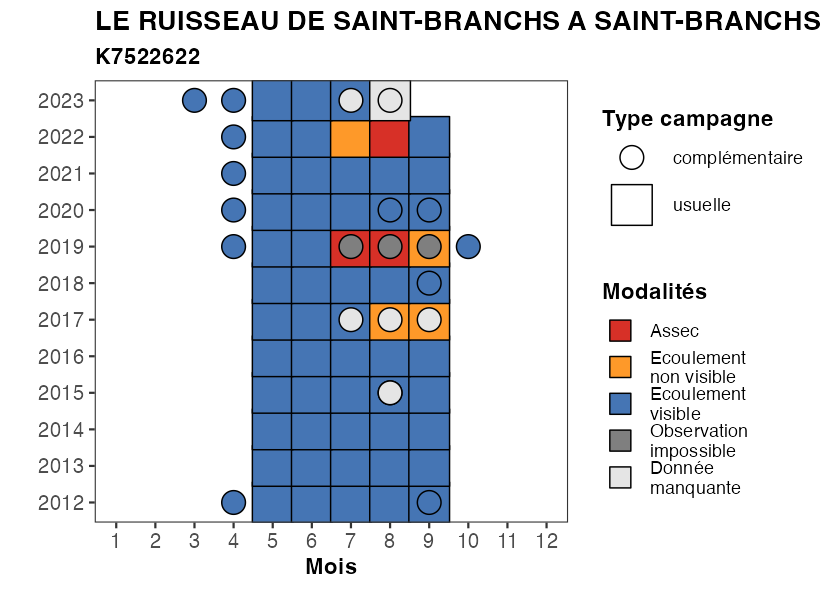 LE RUISSEAU DE SAINT-BRANCHS A SAINT-BRANCHS
K7522622
2023
2022
2021
2020
2019
2018
2017
2016
2015
2014
2013
2012
1 2 3 4 5 6 7 8 9 10 11 12
Mois
Type campagne
complémentaire
usuelle
Modalités
Assec
Ecoulement
non visible
Ecoulement
visible
Observation
impossible
Donnée
manquante